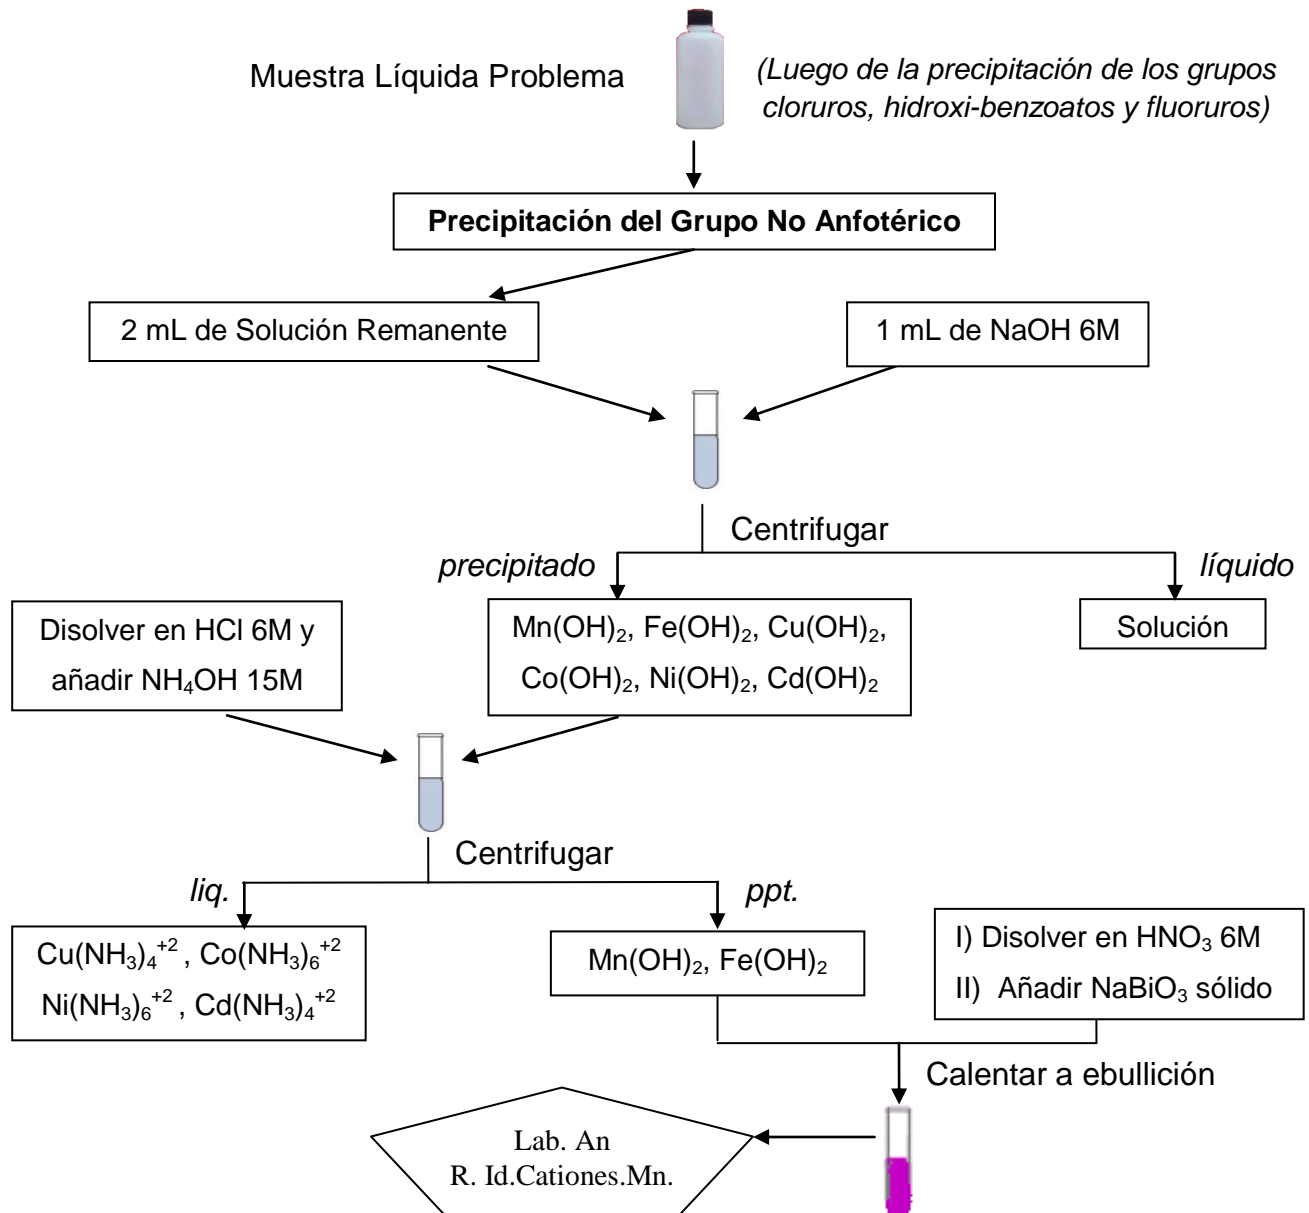 Muestra Líquida Problema
(Luego de la precipitación de los grupos
cloruros, hidroxi-benzoatos y fluoruros)
Precipitación del Grupo No Anfotérico
2 mL de Solución Remanente
1 mL de NaOH 6M
Centrifugar
precipitado
líquido
Disolver en HCl 6M y
añadir NH₄OH 15M
Mn(OH)₂, Fe(OH)₂, Cu(OH)₂,
Co(OH)₂, Ni(OH)₂, Cd(OH)₂
Solución
Centrifugar
liq.
ppt.
Cu(NH₃)₄⁺² , Co(NH₃)₆⁺²
Ni(NH₃)₆⁺² , Cd(NH₃)₄⁺²
Mn(OH)₂, Fe(OH)₂
I) Disolver en HNO₃ 6M
II) Añadir NaBiO₃ sólido
Calentar a ebullición
Lab. An
R. Id.Cationes.Mn.